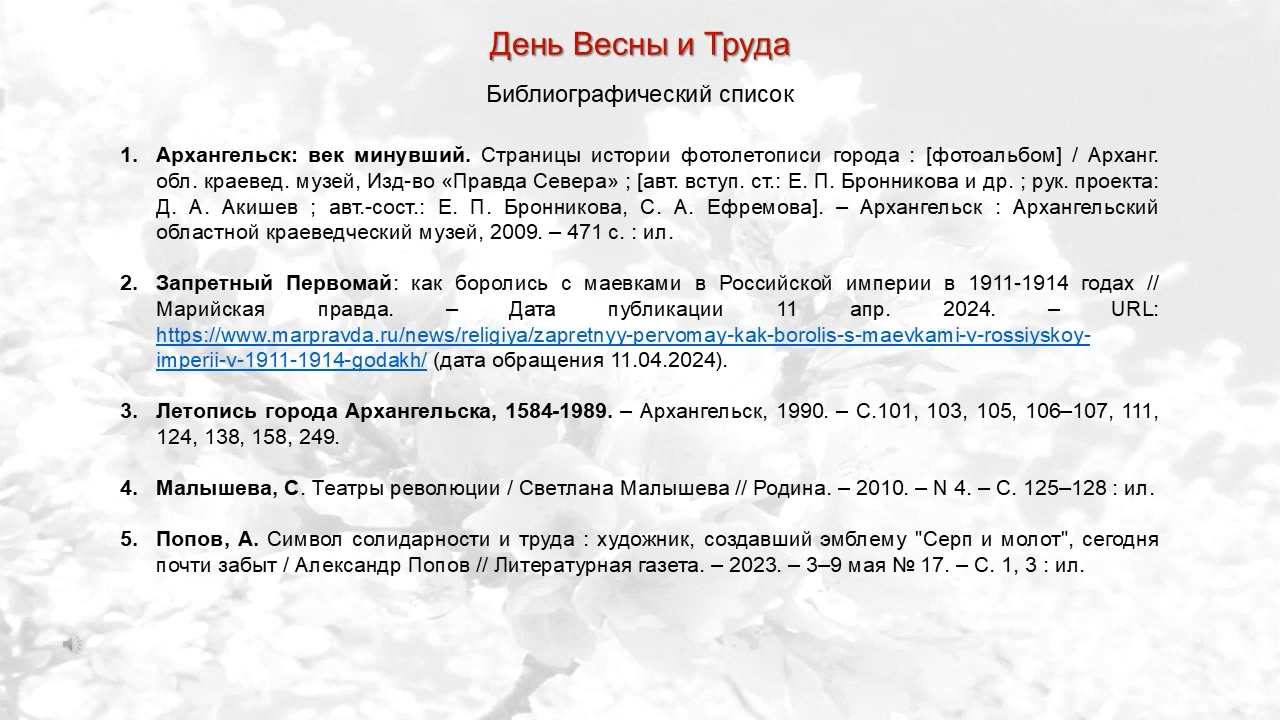 День Весны и Труда
Библиографический список
1. Архангельск: век минувший. Страницы истории фотолетописи города : [фотоальбом] / Арханг.
обл. краевед. музей, Изд-во «Правда Севера» ; [авт. вступ. ст.: Е. П. Бронникова и др. ; рук. проекта:
Д. А. Акишев ; авт.-сост.: Е. П. Бронникова, С. А. Ефремова]. – Архангельск : Архангельский
областной краеведческий музей, 2009. – 471 с. : ил.
2. Запретный Первомай: как боролись с маевками в Российской империи в 1911-1914 годах //
Марийская правда. – Дата публикации 11 апр. 2024. – URL:
https://www.marpravda.ru/news/religiya/zapretnyy-pervomay-kak-borolis-s-maevkami-v-rossiyskoy-
imperii-v-1911-1914-godakh/ (дата обращения 11.04.2024).
3. Летопись города Архангельска, 1584-1989. – Архангельск, 1990. – С.101, 103, 105, 106–107, 111,
124, 138, 158, 249.
4. Малышева, С. Театры революции / Светлана Малышева // Родина. – 2010. – N 4. – С. 125–128 : ил.
5. Попов, А. Символ солидарности и труда : художник, создавший эмблему "Серп и молот", сегодня
почти забыт / Александр Попов // Литературная газета. – 2023. – 3–9 мая № 17. – С. 1, 3 : ил.